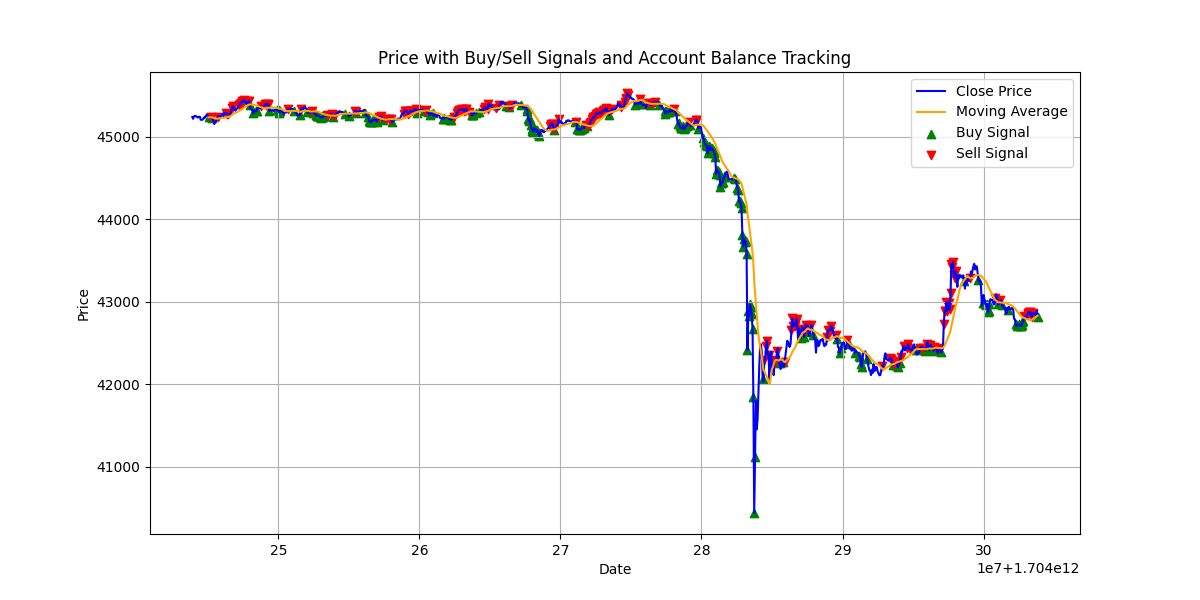 Price with Buy/Sell Signals and Account Balance Tracking
Close Price
Moving Average
Buy Signal
Sell Signal
45000
44000
43000
42000
41000
Price
25 26 27 28 29 30
1e7+1.704e12
Date